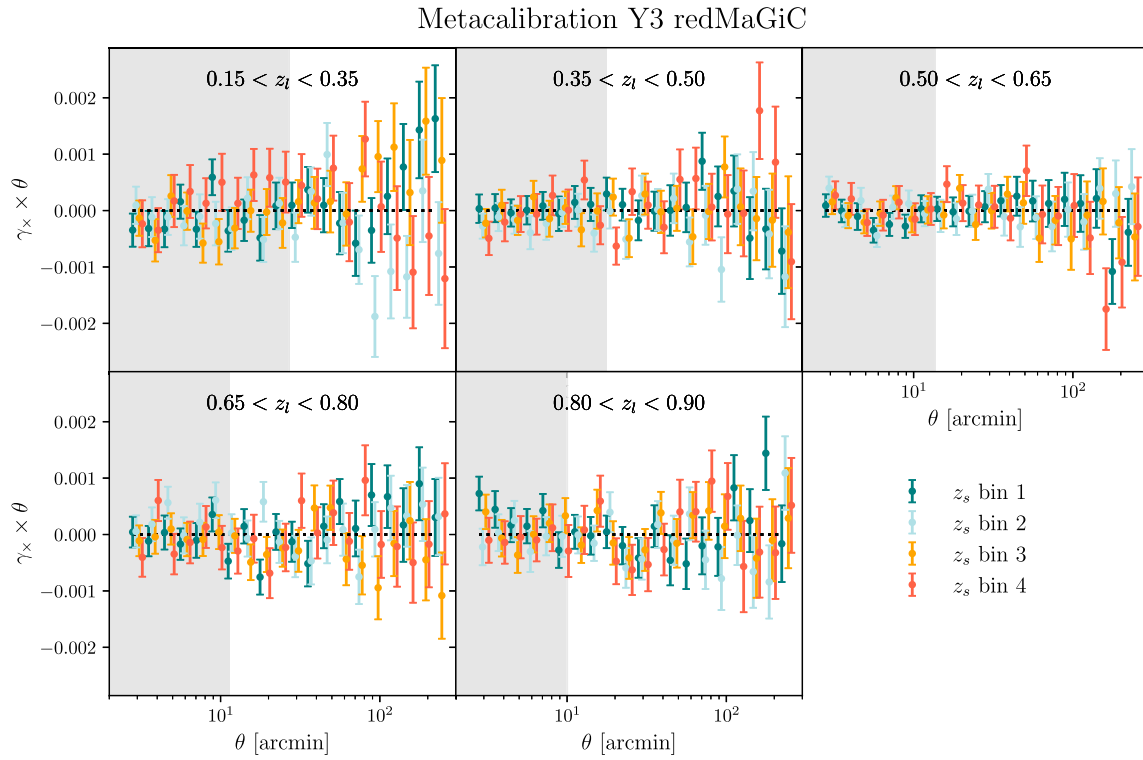 Metacalibration Y3 redMaGiC
0.15 < z_l < 0.35
0.35 < z_l < 0.50
0.50 < z_l < 0.65
γ_× × θ
0.002
0.001
0.000
−0.001
−0.002
10^1
10^2
θ [arcmin]
0.65 < z_l < 0.80
0.80 < z_l < 0.90
γ_× × θ
0.002
0.001
0.000
−0.001
−0.002
10^1
10^2
10^1
10^2
θ [arcmin]
θ [arcmin]
z_s bin 1
z_s bin 2
z_s bin 3
z_s bin 4